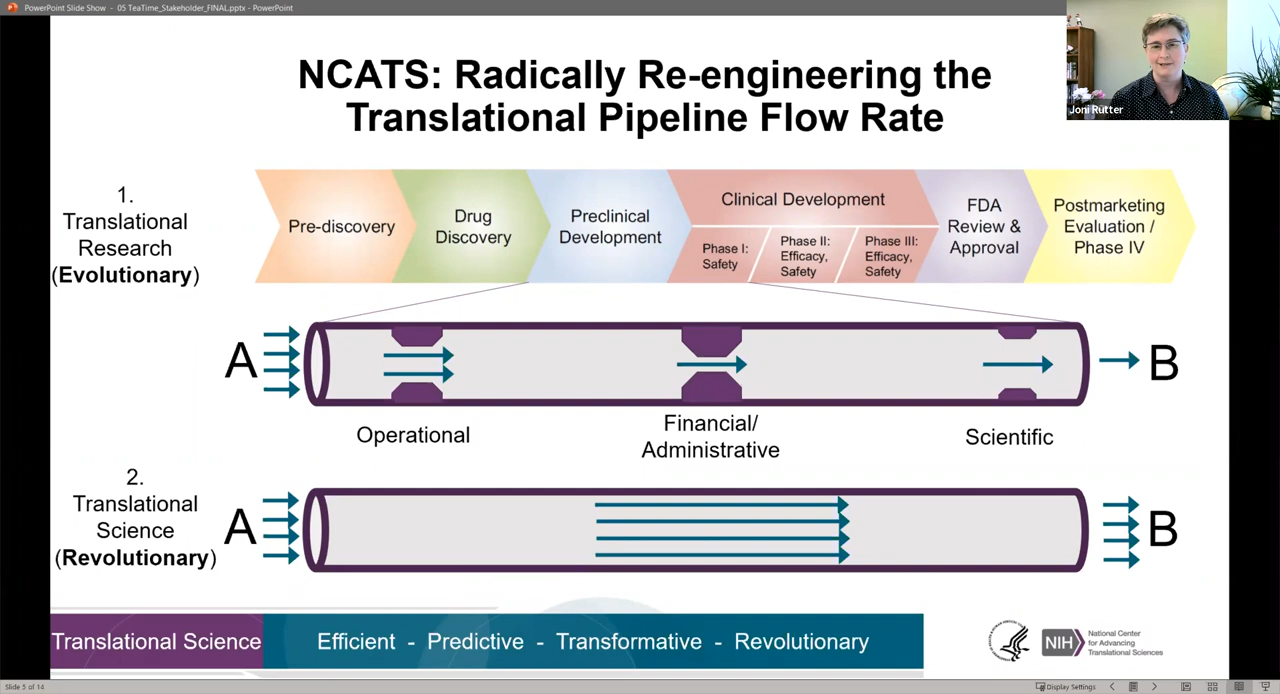 PowerPoint Slide Show - 05 TeaTime_Stakeholder_FINAL.pptx - PowerPoint
Joni Rutter
NCATS: Radically Re-engineering the
Translational Pipeline Flow Rate
1.
Translational
Research
(Evolutionary)
Pre-discovery
Drug
Discovery
Preclinical
Development
Clinical Development
Phase I:
Safety
Phase II:
Efficacy,
Safety
Phase III:
Efficacy,
Safety
FDA
Review &
Approval
Postmarketing
Evaluation /
Phase IV
A
B
Operational
Financial/
Administrative
Scientific
2.
Translational
Science
(Revolutionary)
A
B
Translational Science
Efficient - Predictive - Transformative - Revolutionary
NIH
National Center
for Advancing
Translational Sciences
Slide 5 of 14
Display Settings